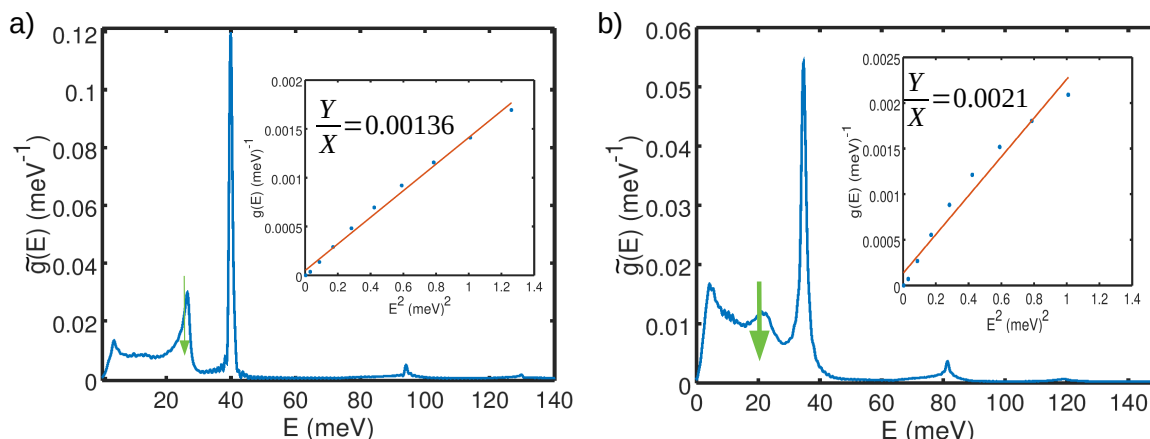 a)
0.12
0.1
0.08
0.06
0.04
0.02
0
g̃(E) (meV⁻¹)
0 20 40 60 80 100 120 140
E (meV)
0.002
0.0015
0.001
0.0005
0
g(E) (meV)⁻¹
Y/X=0.00136
0 0.2 0.4 0.6 0.8 1 1.2 1.4
E² (meV)²
b)
0.06
0.05
0.04
0.03
0.02
0.01
0
g̃(E) (meV⁻¹)
0 20 40 60 80 100 120 140
E (meV)
0.0025
0.002
0.0015
0.001
0.0005
0
g(E) (meV)⁻¹
Y/X=0.0021
0 0.2 0.4 0.6 0.8 1 1.2 1.4
E² (meV)²